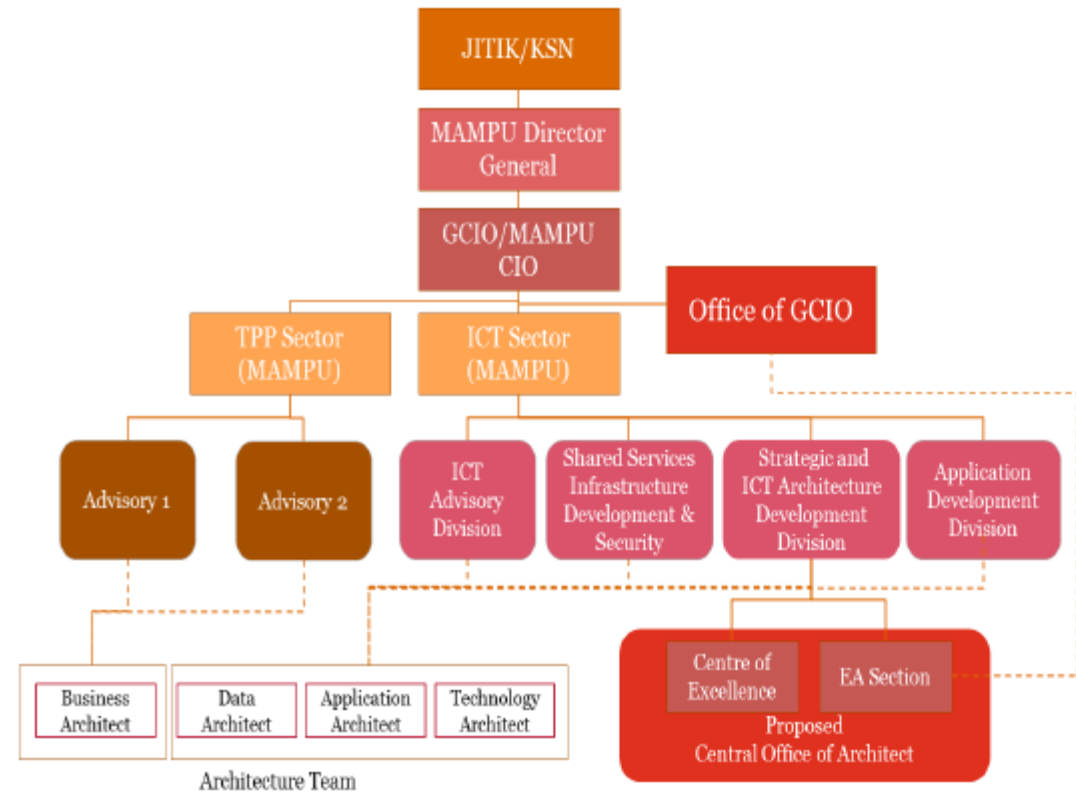 JITIK/KSN
MAMPU Director
General
GCIO/MAMPU
CIO
Office of GCIO
TPP Sector
(MAMPU)
ICT Sector
(MAMPU)
Advisory 1
Advisory 2
ICT
Advisory
Division
Shared Services
Infrastructure
Development &
Security
Strategic and
ICT Architecture
Development
Division
Application
Development
Division
Business
Architect
Data
Architect
Application
Architect
Technology
Architect
Architecture Team
Centre of
Excellence
EA Section
Proposed
Central Office of Architect